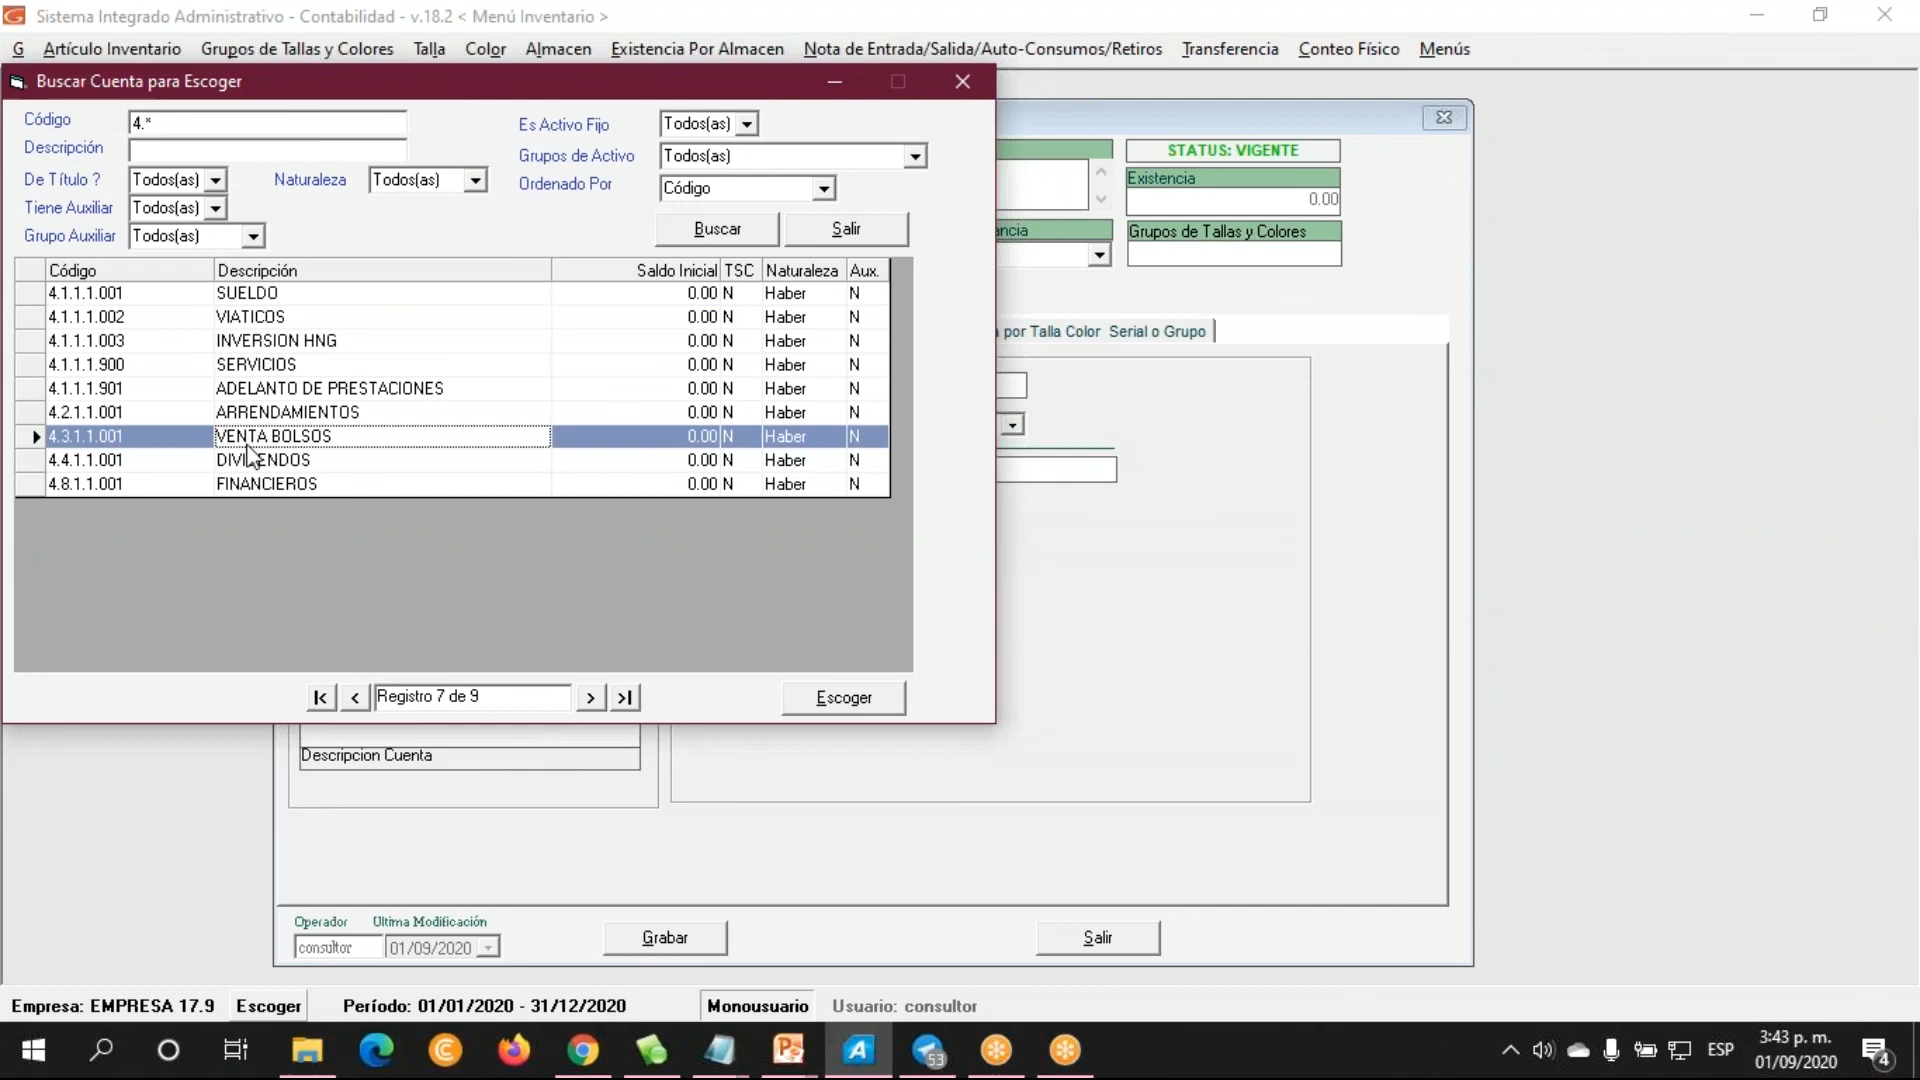 Sistema Integrado Administrativo - Contabilidad - v.18.2 < Menú Inventario >
G Artículo Inventario Grupos de Tallas y Colores Talla Color Almacen Existencia Por Almacen Nota de Entrada/Salida/Auto-Consumos/Retiros Transferencia Conteo Físico Menús
Buscar Cuenta para Escoger
Código 4.* Es Activo Fijo Todos(as)
Descripción Grupos de Activo Todos(as)
De Título ? Todos(as) Naturaleza Todos(as) Ordenado Por Código
Tiene Auxiliar Todos(as)
Grupo Auxiliar Todos(as) Buscar Salir
Código Descripción Saldo Inicial TSC Naturaleza Aux.
4.1.1.1.001 SUELDO 0.00 N Haber N
4.1.1.1.002 VIATICOS 0.00 N Haber N
4.1.1.1.003 INVERSION HNG 0.00 N Haber N
4.1.1.1.900 SERVICIOS 0.00 N Haber N
4.1.1.1.901 ADELANTO DE PRESTACIONES 0.00 N Haber N
4.2.1.1.001 ARRENDAMIENTOS 0.00 N Haber N
4.3.1.1.001 VENTA BOLSOS 0.00 N Haber N
4.4.1.1.001 DIVIDENDOS 0.00 N Haber N
4.8.1.1.001 FINANCIEROS 0.00 N Haber N
Registro 7 de 9 Escoger
STATUS: VIGENTE
Existencia
0.00
ncia Grupos de Tallas y Colores
por Talla Color Serial o Grupo
Descripcion Cuenta
Operador Ultima Modificación
consultor 01/09/2020 Grabar Salir
Empresa: EMPRESA 17.9 Escoger Período: 01/01/2020 - 31/12/2020 Monousuario Usuario: consultor
53 ESP 3:43 p. m.
01/09/2020 4